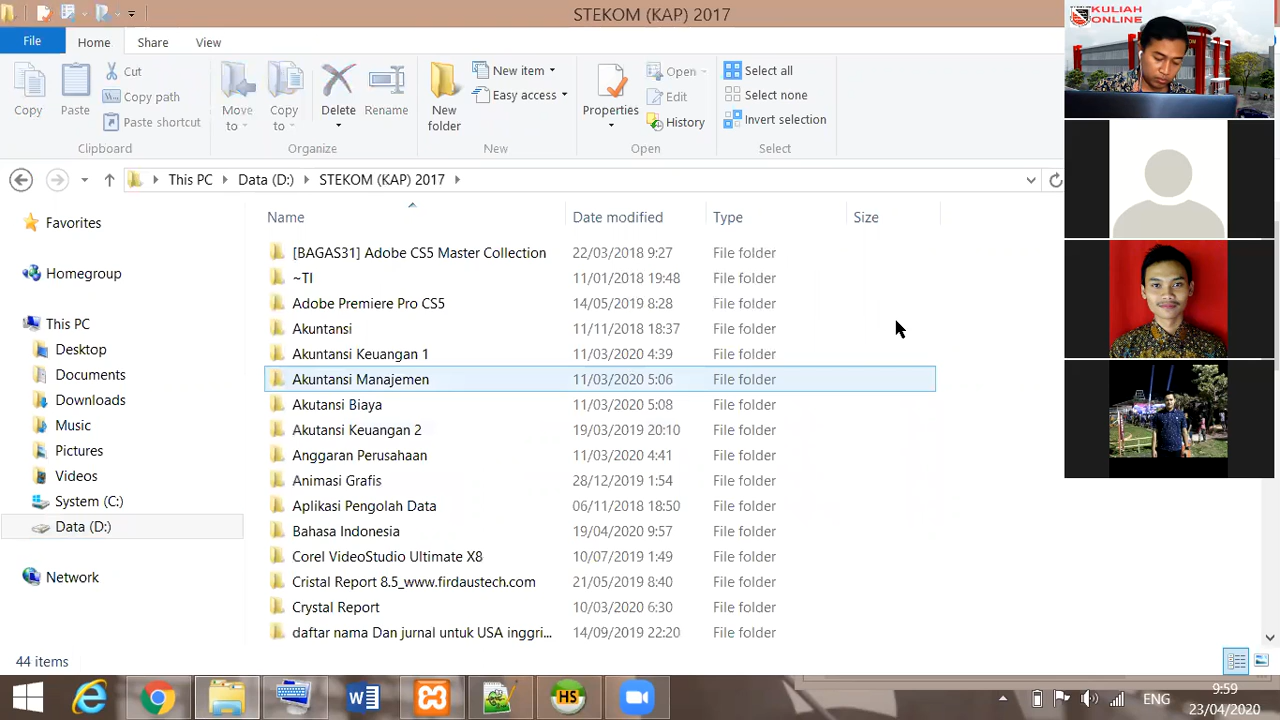 STEKOM (KAP) 2017
KULIAH
ONLINE
File
Home
Share
View
Copy
Paste
Cut
Copy path
Paste shortcut
Clipboard
Move
to
Copy
to
Delete
Rename
Organize
New
folder
New item
Easy access
New
Properties
Open
Edit
History
Open
Select all
Select none
Invert selection
Select
This PC
Data (D:)
STEKOM (KAP) 2017
Favorites
Homegroup
This PC
Desktop
Documents
Downloads
Music
Pictures
Videos
System (C:)
Data (D:)
Network
Name Date modified Type Size
[BAGAS31] Adobe CS5 Master Collection 22/03/2018 9:27 File folder
~TI 11/01/2018 19:48 File folder
Adobe Premiere Pro CS5 14/05/2019 8:28 File folder
Akuntansi 11/11/2018 18:37 File folder
Akuntansi Keuangan 1 11/03/2020 4:39 File folder
Akuntansi Manajemen 11/03/2020 5:06 File folder
Akutansi Biaya 11/03/2020 5:08 File folder
Akutansi Keuangan 2 19/03/2019 20:10 File folder
Anggaran Perusahaan 11/03/2020 4:41 File folder
Animasi Grafis 28/12/2019 1:54 File folder
Aplikasi Pengolah Data 06/11/2018 18:50 File folder
Bahasa Indonesia 19/04/2020 9:57 File folder
Corel VideoStudio Ultimate X8 10/07/2019 1:49 File folder
Cristal Report 8.5_www.firdaustech.com 21/05/2019 8:40 File folder
Crystal Report 10/03/2020 6:30 File folder
daftar nama Dan jurnal untuk USA inggri... 14/09/2019 22:20 File folder
44 items
HS
ENG
9:59
23/04/2020